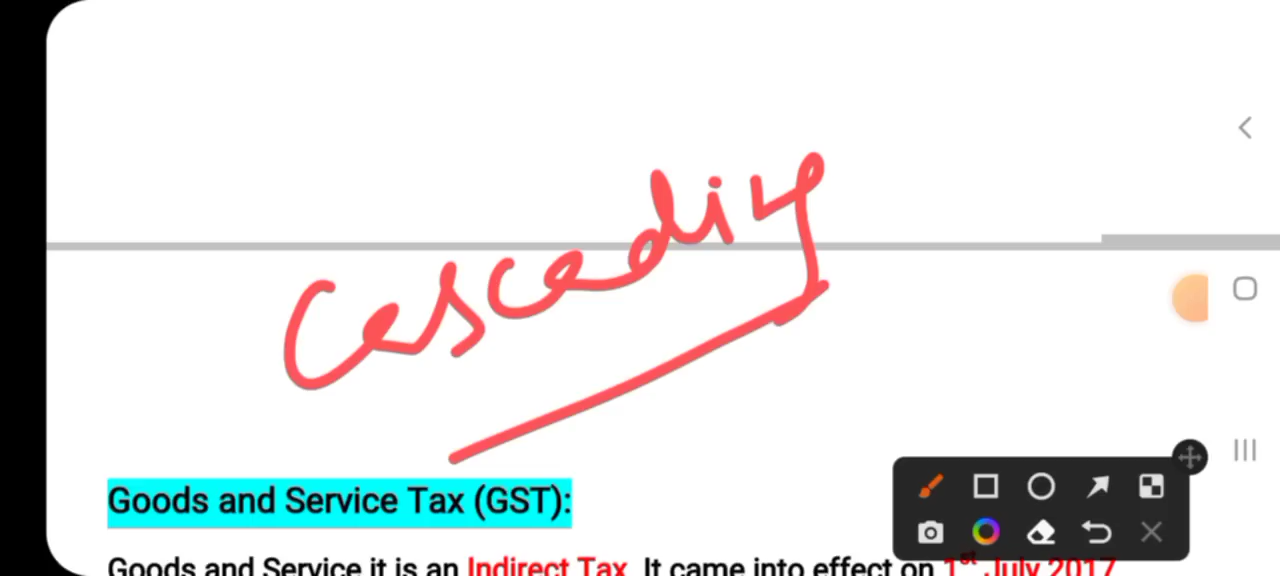 Cascading
Goods and Service Tax (GST):
Goods and Service it is an Indirect Tax. It came into effect on 1st July 2017